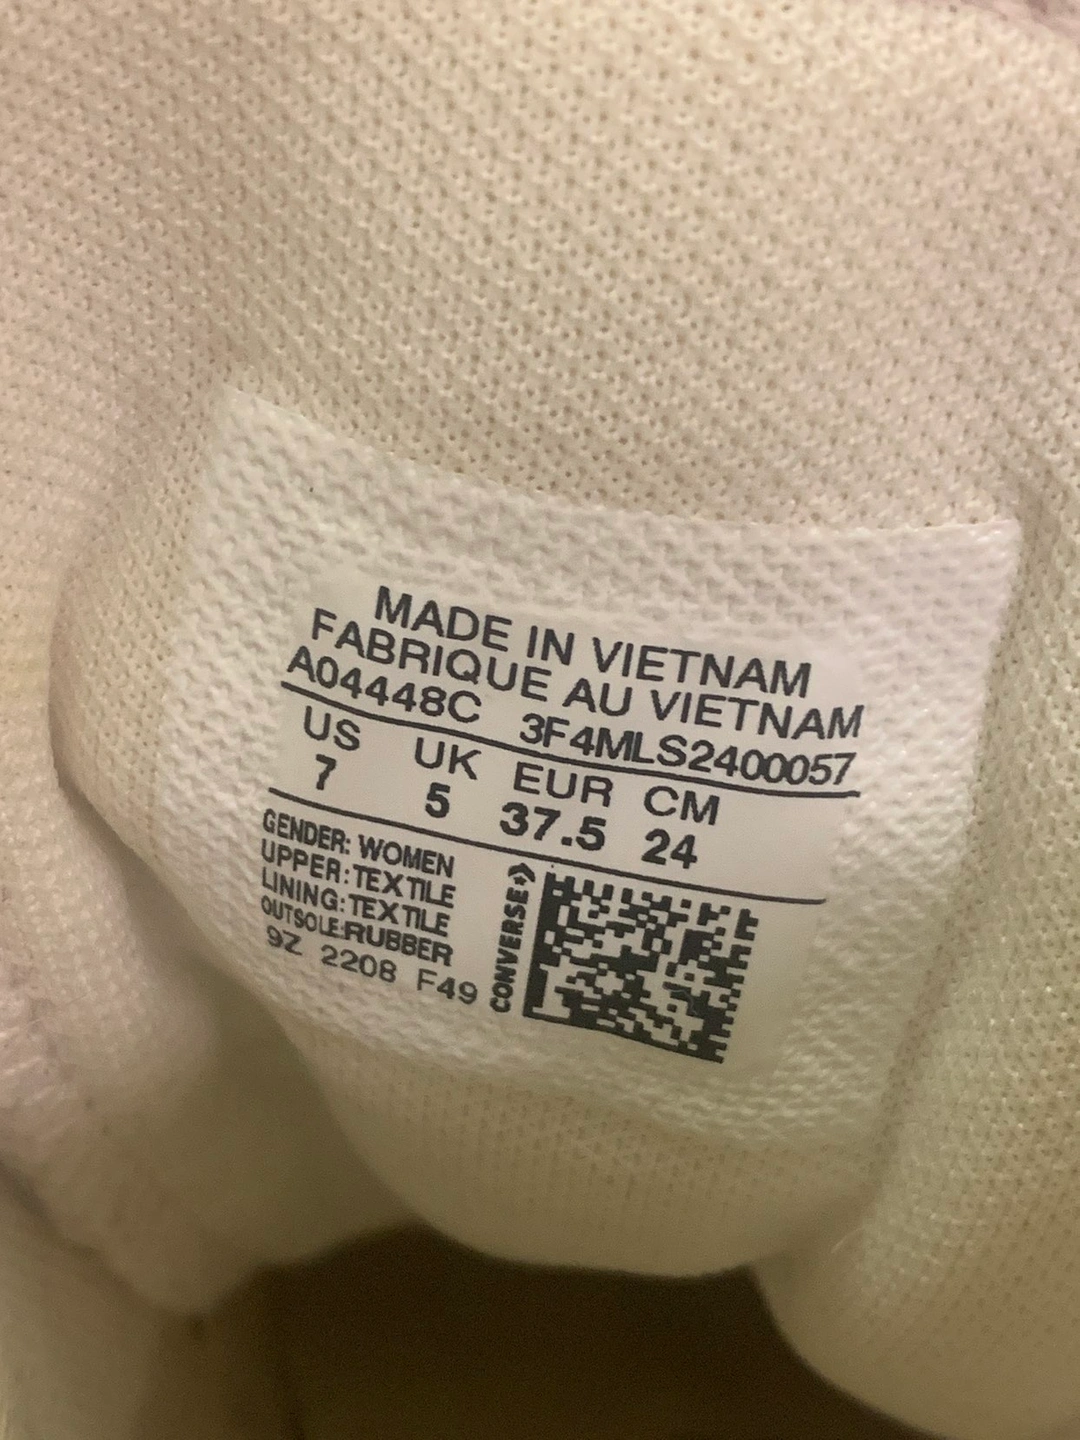 MADE IN VIETNAM
FABRIQUE AU VIETNAM
A04448C 3F4MLS2400057
US UK EUR CM
7 5 37.5 24
GENDER: WOMEN
UPPER: TEXTILE
LINING: TEXTILE
OUTSOLE:RUBBER
9Z 2208 F49
CONVERSE